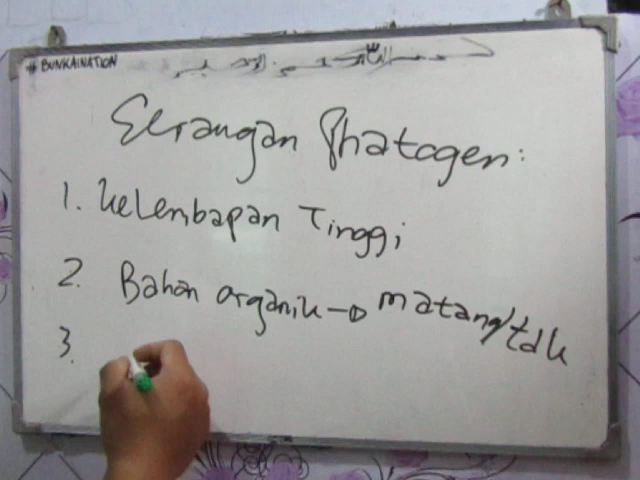 #BUNKAINATION
Serangan Phatogen:
1. Kelembapan Tinggi
2. Bahan organik → matang/tdk
3.